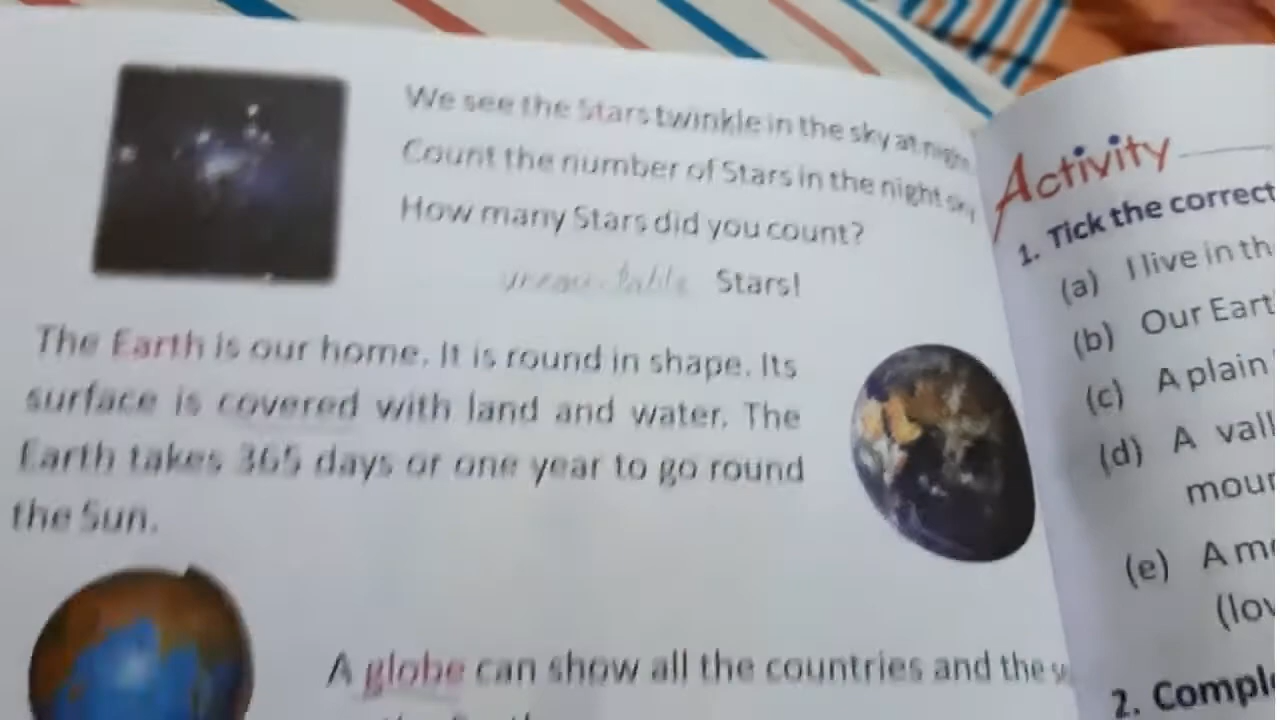 We see the Stars twinkle in the sky at night.
Count the number of Stars in the night sky
How many Stars did you count?
Stars!
The Earth is our home. It is round in shape. Its
surface is covered with land and water. The
Earth takes 365 days or one year to go round
the Sun.
A globe can show all the countries and the
Activity
1. Tick the correct
(a) I live in th
(b) Our Eart
(c) A plain
(d) A vall
moun
(e) A mo
(lov
2. Comple